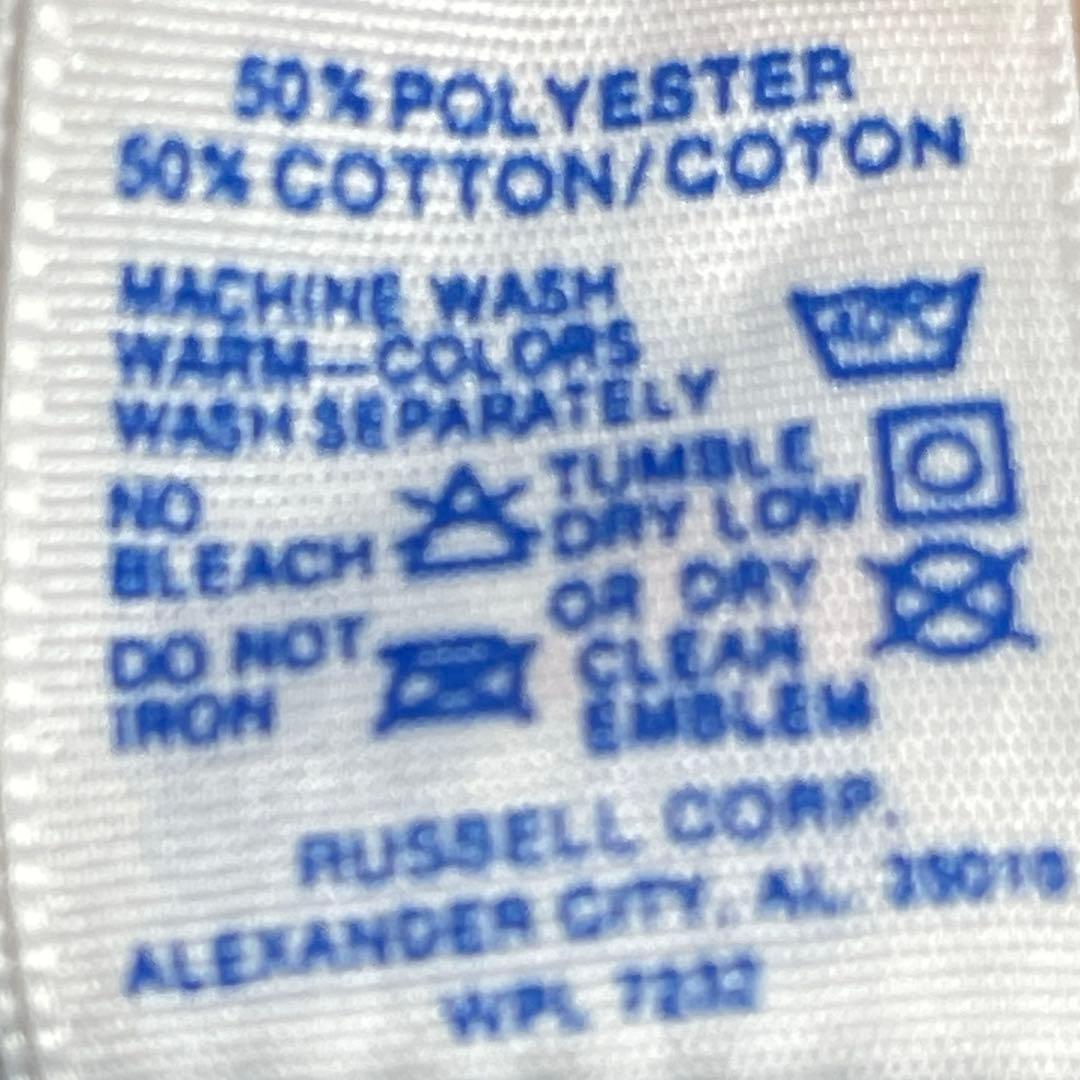 50% POLYESTER
50% COTTON/COTON
MACHINE WASH
WARM—COLORS
WASH SEPARATELY
40°C
NO
BLEACH
TUMBLE
DRY LOW
OR DRY
CLEAN
EMBLEM
DO NOT
IRON
RUSSELL CORP.
ALEXANDER CITY, AL. 35010
WPL 7232